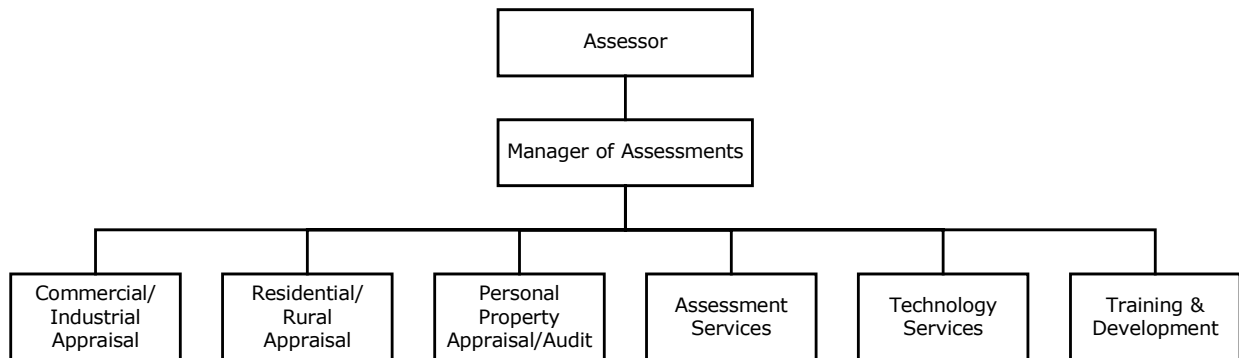 Assessor
Manager of Assessments
Commercial/
Industrial
Appraisal
Residential/
Rural
Appraisal
Personal
Property
Appraisal/Audit
Assessment
Services
Technology
Services
Training &
Development